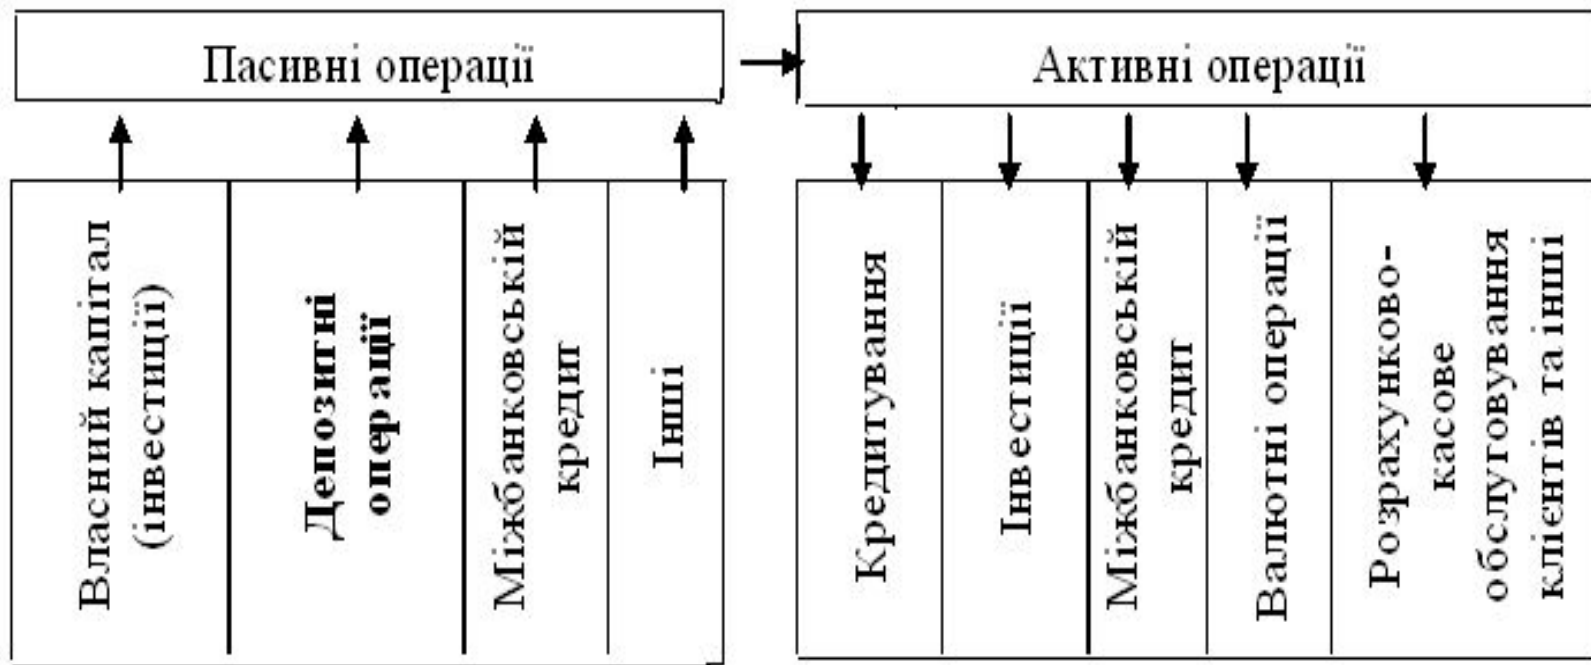 Пасивні операції
Активні операції
Власний капітал
(інвестиції)
Депозитні
операції
Міжбанковській
кредит
Інші
Кредитування
Інвестиції
Міжбанковській
кредит
Валютні операції
Розрахунково-
касове
обслуговування
клієнтів та інші